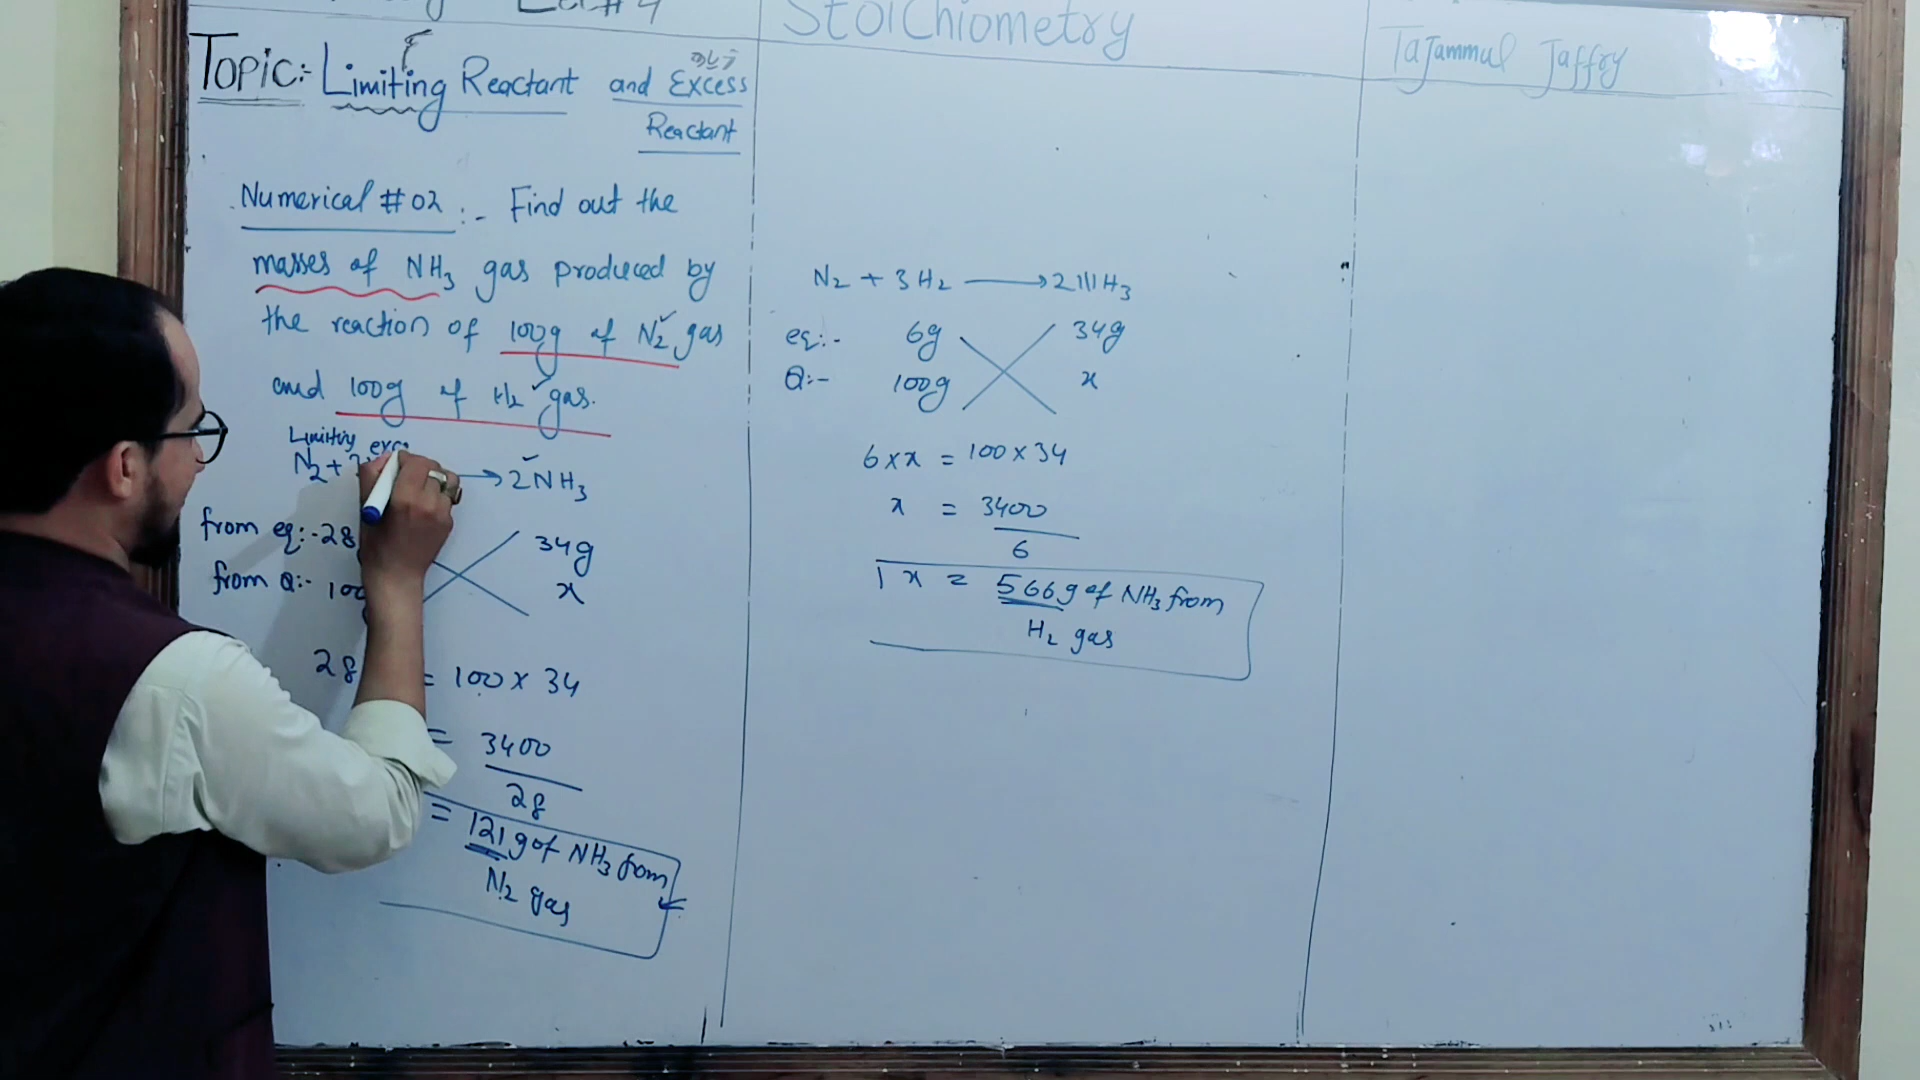 Stoichiometry
Tajammul Jaffry
Topic:- Limiting Reactant and Excess
Reactant
Numerical #02 :- Find out the
masses of NH3 gas produced by
the reaction of 100g of N2 gas
and 100g of H2 gas.
Limiting exc
N2 + → 2NH3
from eq:- 28 34g
from Q:- 100 x
28 = 100 x 34
= 3400
28
= 121g of NH3 from
N2 gas
N2 + 3H2 → 2NH3
eq:- 6g 34g
Q:- 100g x
6 x x = 100 x 34
x = 3400
6
x = 566g of NH3 from
H2 gas